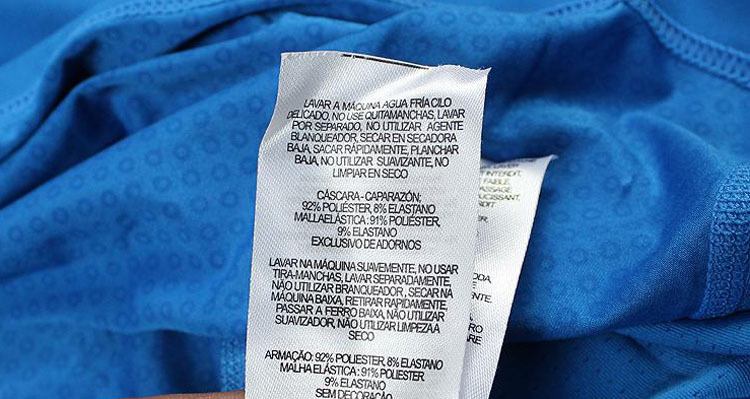 LAVAR A MÁQUINA AGUA FRÍA CILO
DELICADO, NO USE QUITAMANCHAS, LAVAR
POR SEPARADO, NO UTILIZAR AGENTE
BLANQUEADOR, SECAR EN SECADORA
BAJA, SACAR RÁPIDAMENTE, PLANCHAR
BAJA, NO UTILIZAR SUAVIZANTE, NO
LIMPIAR EN SECO
CÁSCARA - CAPARAZÓN:
92% POLIÉSTER, 8% ELASTANO
MALLA ELÁSTICA : 91% POLIÉSTER,
9% ELASTANO
EXCLUSIVO DE ADORNOS
LAVAR NA MÁQUINA SUAVEMENTE, NO USAR
TIRA-MANCHAS, LAVAR SEPARADAMENTE,
NÃO UTILIZAR BRANQUEADOR , SECAR NA
MÁQUINA BAIXA, RETIRAR RAPIDAMENTE,
PASSAR A FERRO BAIXA, NÃO UTILIZAR
SUAVIZADOR, NÃO UTILIZAR LIMPEZA A
SECO
ARMAÇÃO: 92% POLIÉSTER, 8% ELASTANO
MALHA ELÁSTICA : 91% POLIÉSTER
9% ELASTANO
SEM DECORAÇÃO
LAVER
INTERDIT,
FAIBLE,
PASSAGE